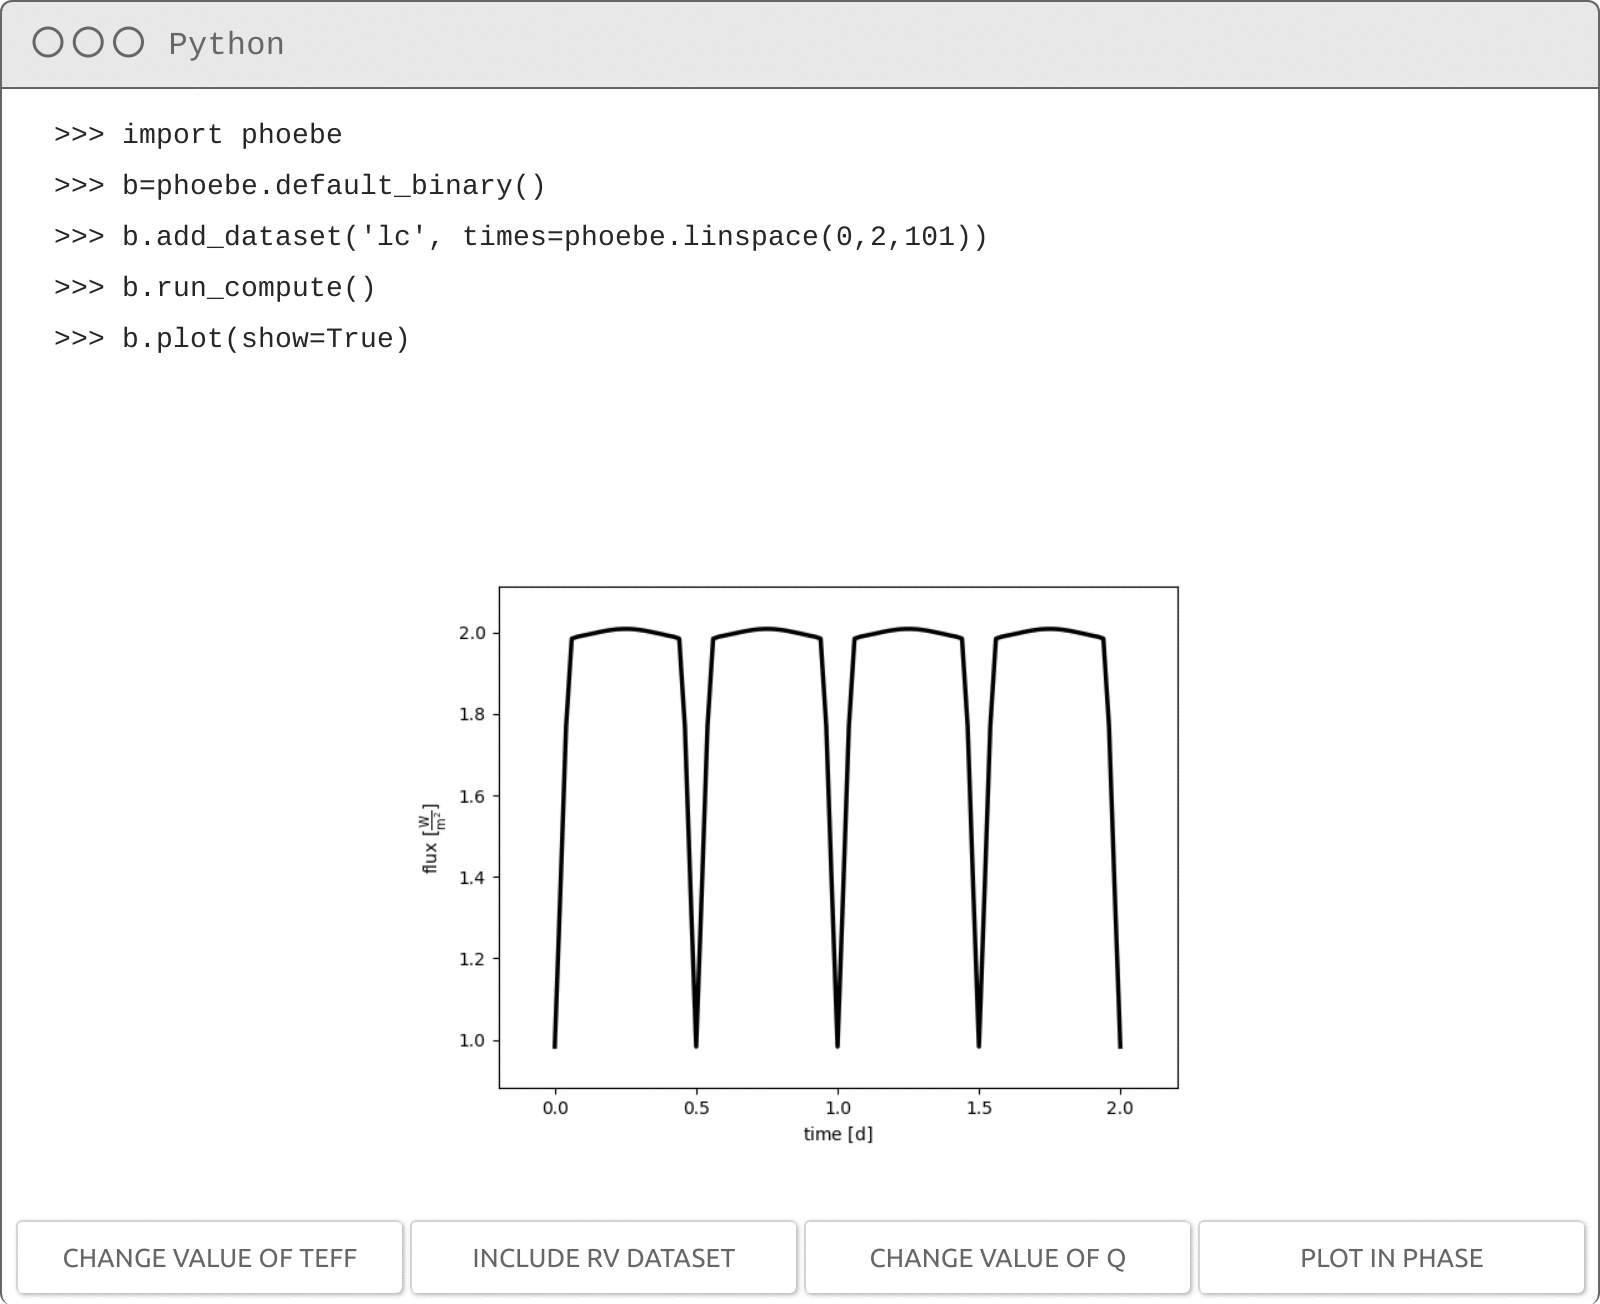 Python
>>> import phoebe
>>> b=phoebe.default_binary()
>>> b.add_dataset('lc', times=phoebe.linspace(0,2,101))
>>> b.run_compute()
>>> b.plot(show=True)
2.0
1.8
1.6
1.4
1.2
1.0
flux [W/m²]
0.0 0.5 1.0 1.5 2.0
time [d]
CHANGE VALUE OF TEFF INCLUDE RV DATASET CHANGE VALUE OF Q PLOT IN PHASE